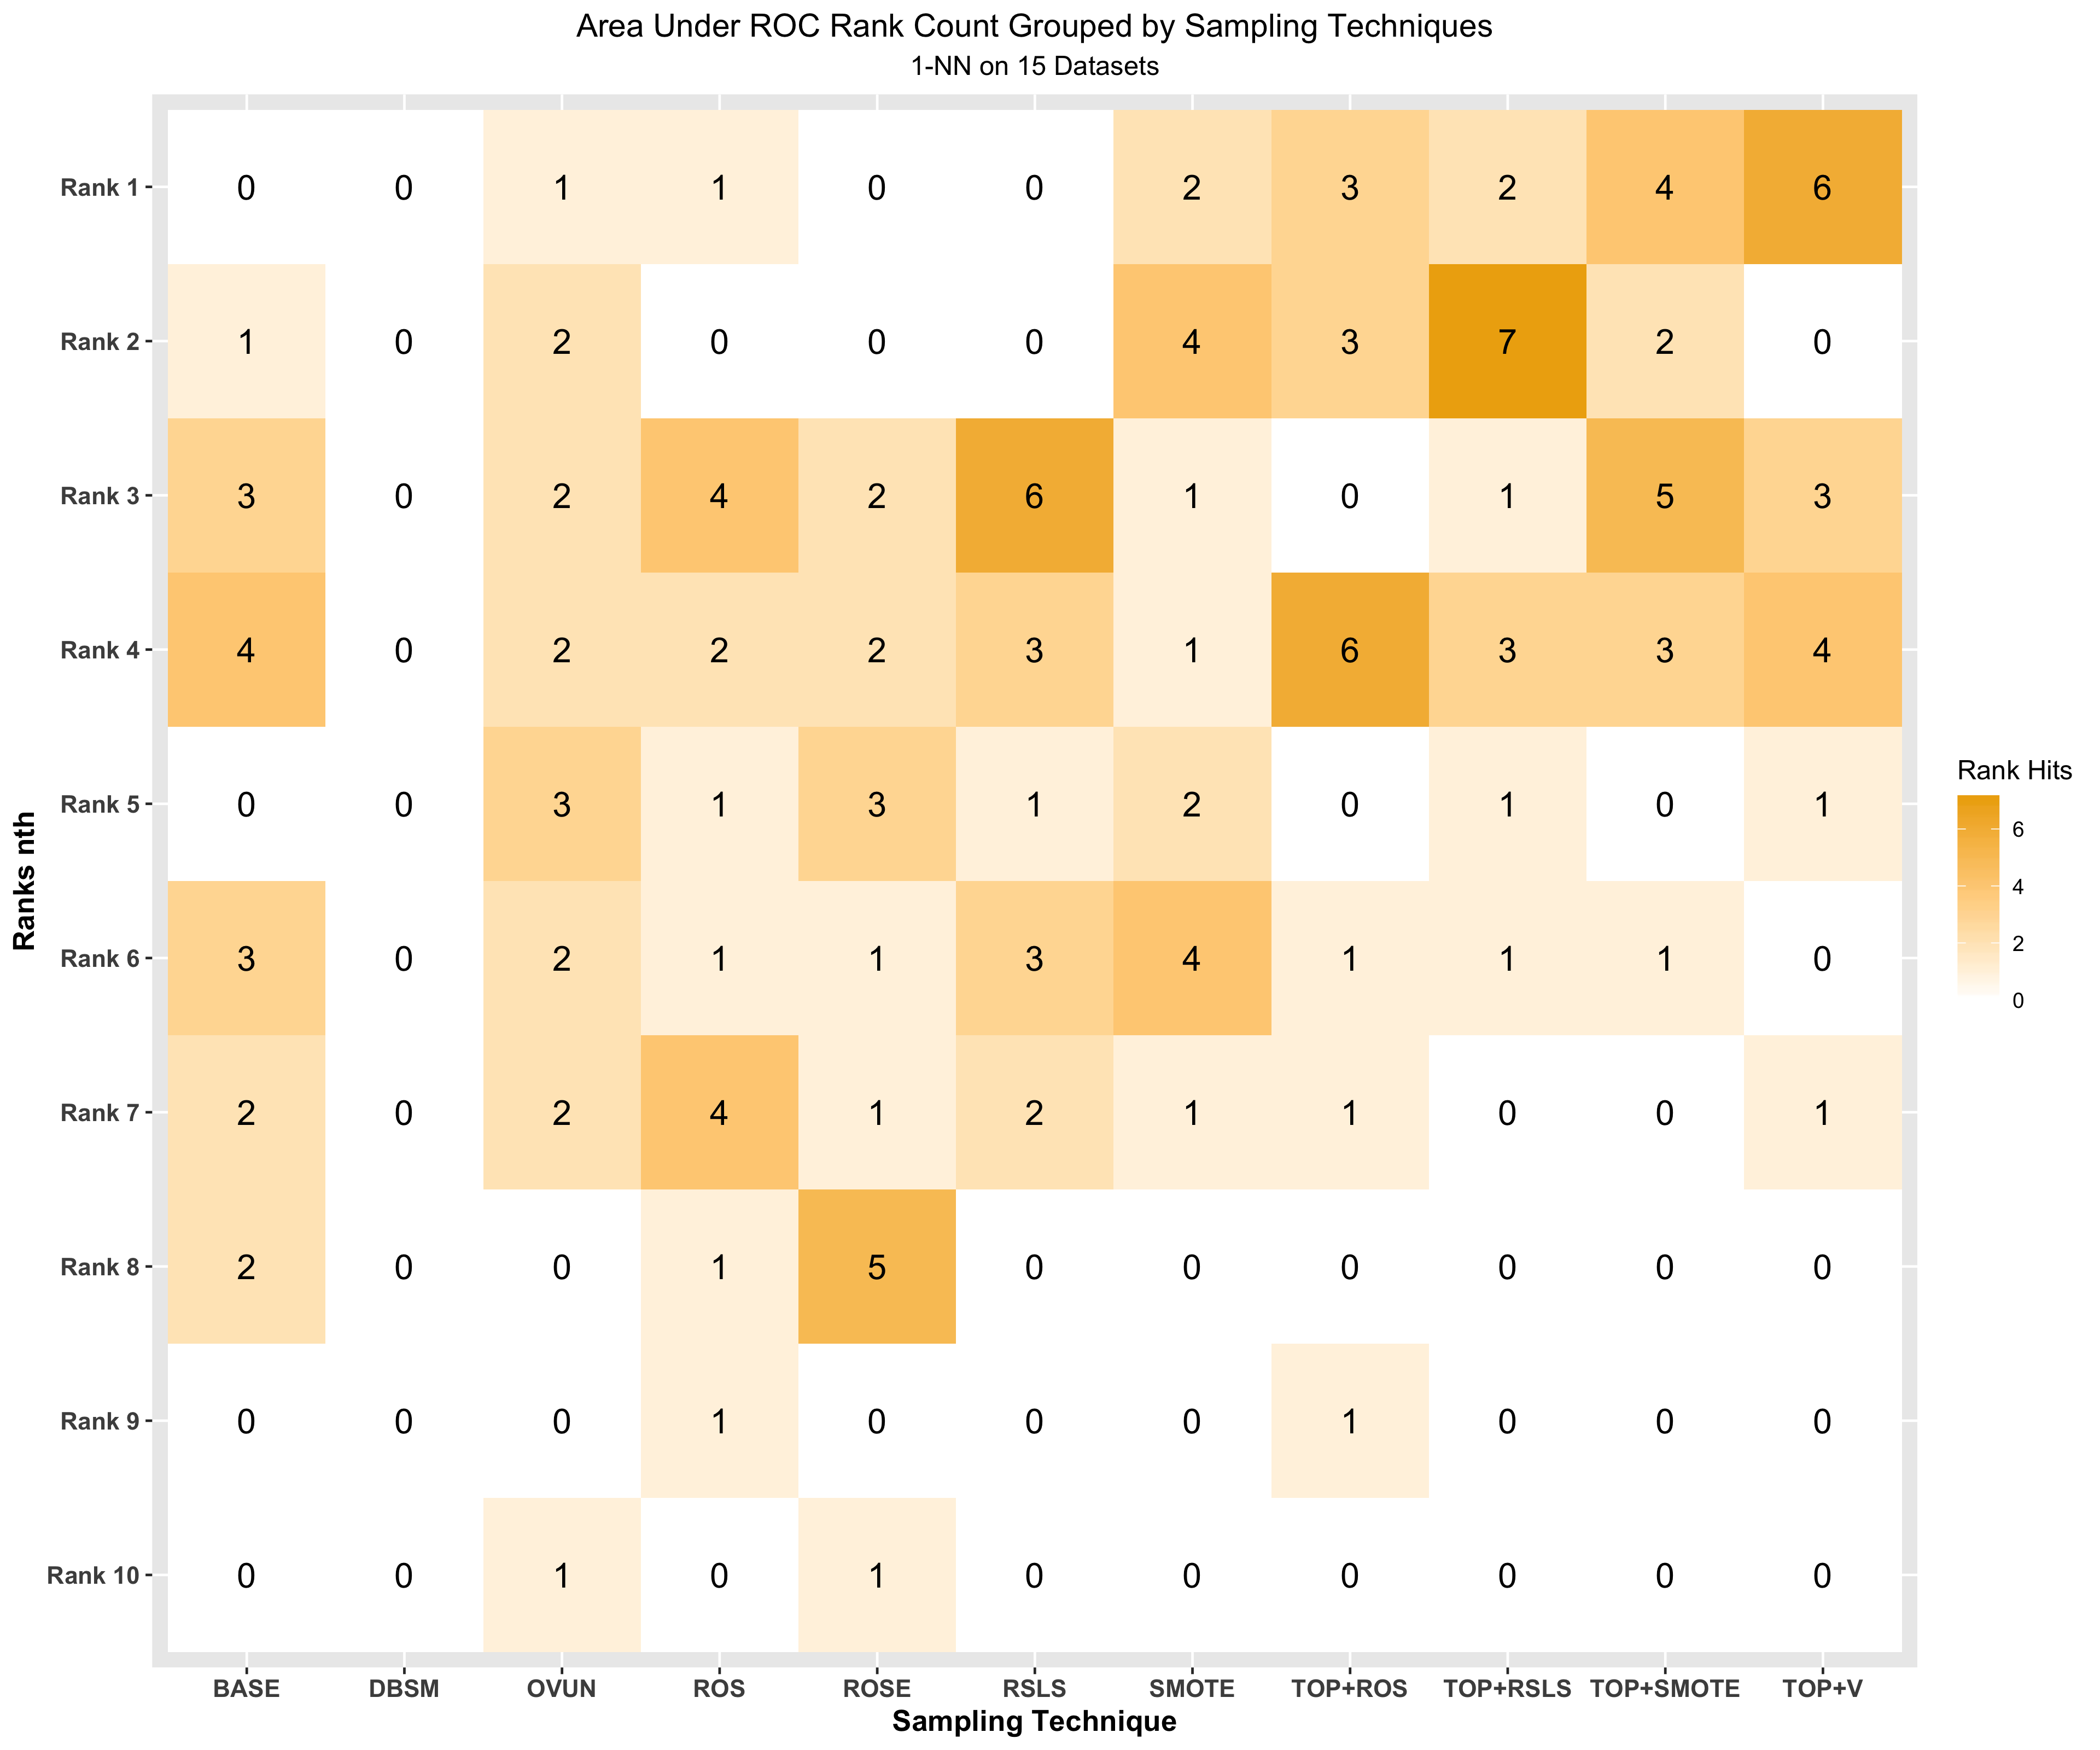 Area Under ROC Rank Count Grouped by Sampling Techniques
1-NN on 15 Datasets
Ranks nth
Rank 1 0 0 1 1 0 0 2 3 2 4 6
Rank 2 1 0 2 0 0 0 4 3 7 2 0
Rank 3 3 0 2 4 2 6 1 0 1 5 3
Rank 4 4 0 2 2 2 3 1 6 3 3 4
Rank 5 0 0 3 1 3 1 2 0 1 0 1
Rank 6 3 0 2 1 1 3 4 1 1 1 0
Rank 7 2 0 2 4 1 2 1 1 0 0 1
Rank 8 2 0 0 1 5 0 0 0 0 0 0
Rank 9 0 0 0 1 0 0 0 1 0 0 0
Rank 10 0 0 1 0 1 0 0 0 0 0 0
BASE DBSM OVUN ROS ROSE RSLS SMOTE TOP+ROS TOP+RSLS TOP+SMOTE TOP+V
Sampling Technique
Rank Hits
6
4
2
0